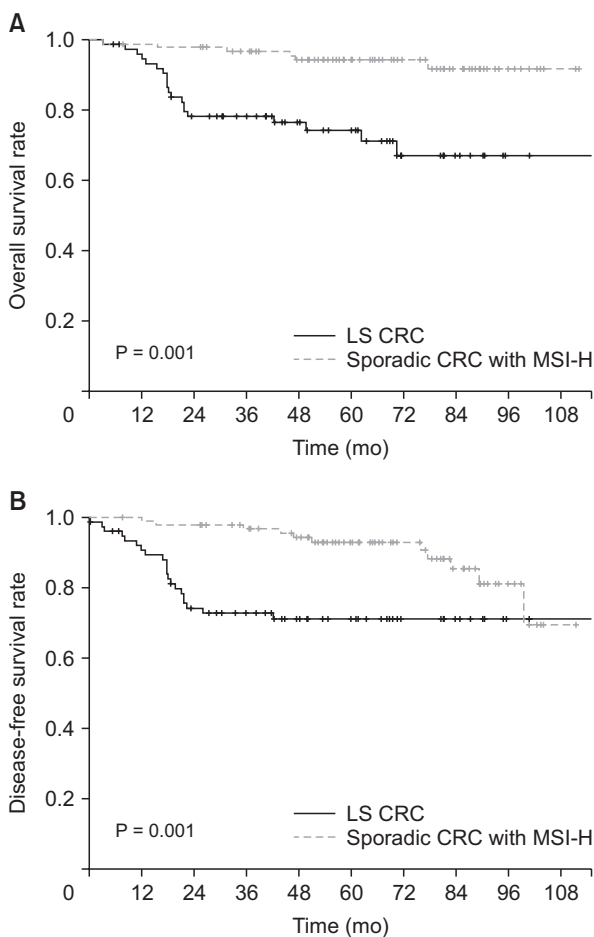 A
1.0
0.8
0.6
0.4
0.2
Overall survival rate
P = 0.001
LS CRC
Sporadic CRC with MSI-H
0 12 24 36 48 60 72 84 96 108
Time (mo)
B
1.0
0.8
0.6
0.4
0.2
Disease-free survival rate
P = 0.001
LS CRC
Sporadic CRC with MSI-H
0 12 24 36 48 60 72 84 96 108
Time (mo)